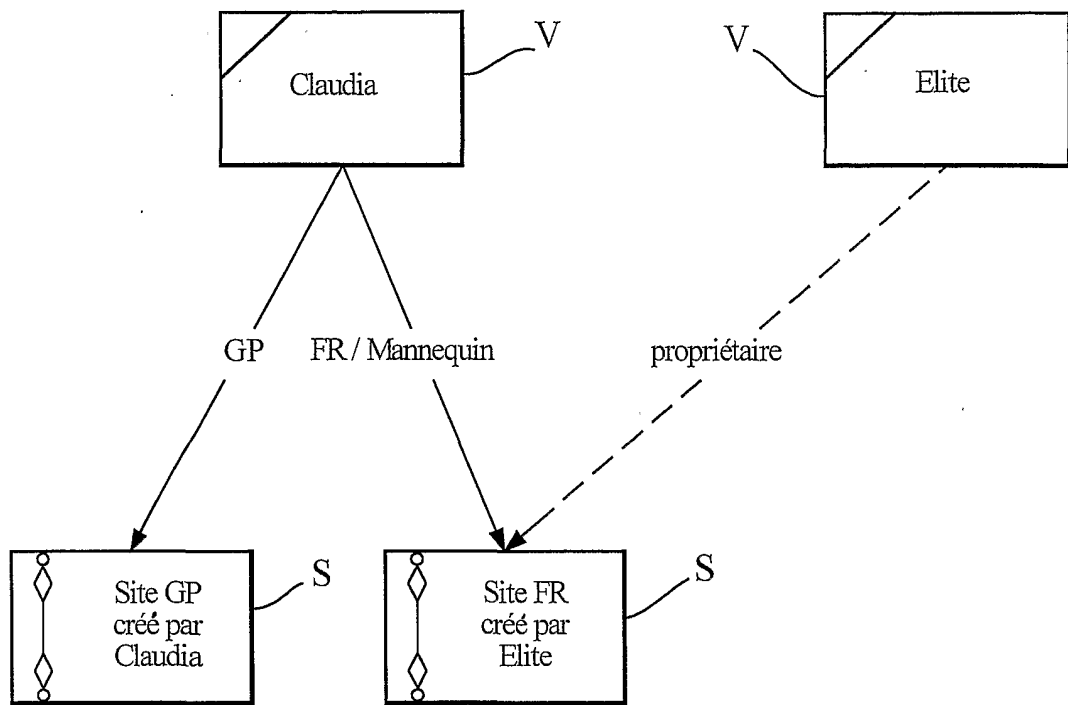 V
V
Claudia
Elite
GP
FR / Mannequin
propriétaire
Site GP
créé par
Claudia
S
Site FR
créé par
Elite
S